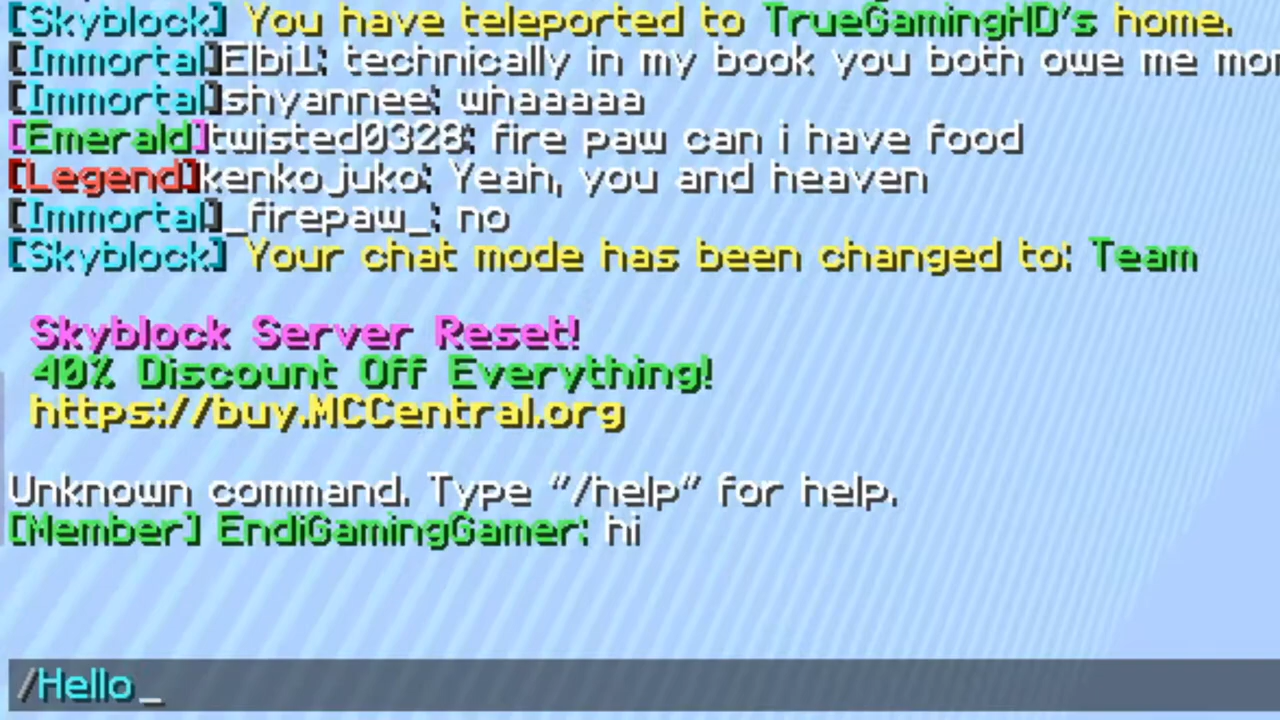 [Skyblock] You have teleported to TrueGamingHD's home.
[Immortal]Elbi1: technically in my book you both owe me
[Immortal]shyannee: whaaaaa
[Emerald]twisted0328: fire paw can i have food
[Legend]kenkojuko: Yeah, you and heaven
[Immortal]_firepaw_: no
[Skyblock] Your chat mode has been changed to: Team
Skyblock Server Reset!
40% Discount Off Everything!
https://buy.MCCentral.org
Unknown command. Type "/help" for help.
[Member] EndiGamingGamer: hi
/Hello_